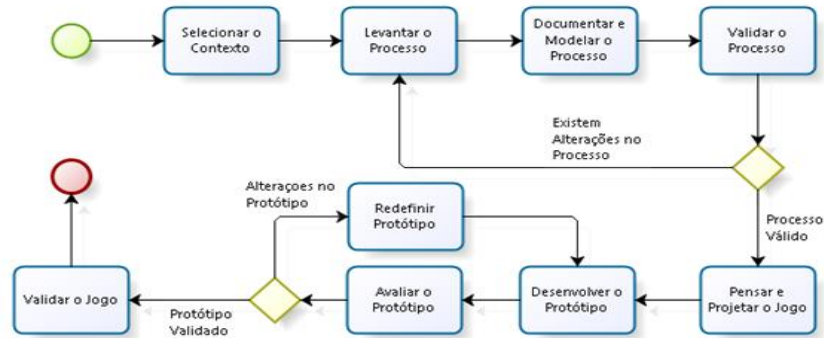 Selecionar o
Contexto
Levantar o
Processo
Documentar e
Modelar o
Processo
Validar o
Processo
Existem
Alterações no
Processo
Processo
Válido
Alteraçoes no
Protótipo
Redefinir
Protótipo
Pensar e
Projetar o Jogo
Desenvolver o
Protótipo
Avaliar o
Protótipo
Protótipo
Validado
Validar o Jogo